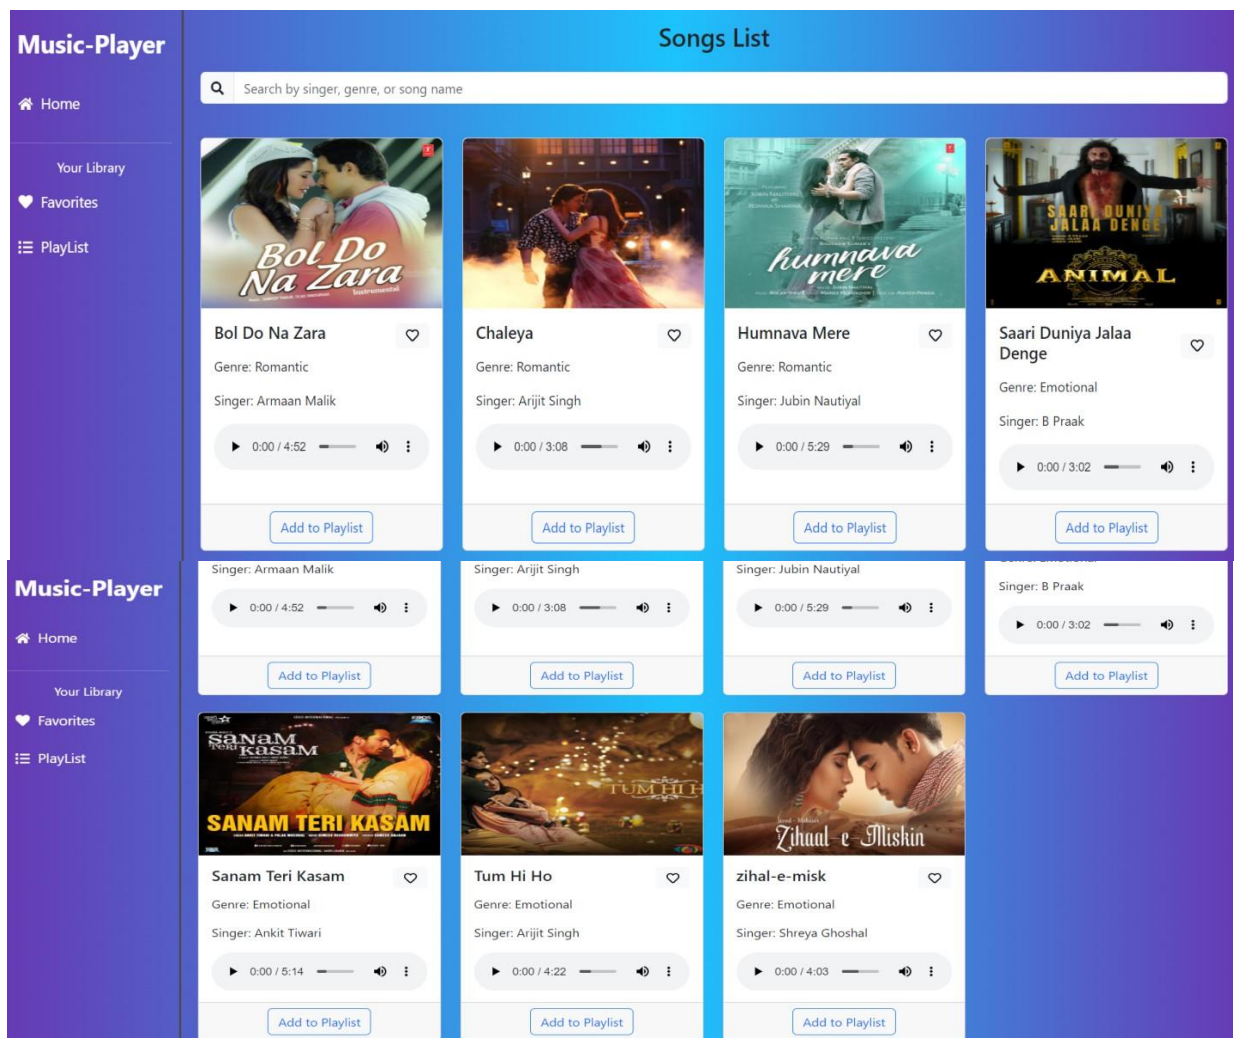 Music-Player
Home
Your Library
Favorites
PlayList
Songs List
Search by singer, genre, or song name
Bol Do
Na Zara
Instrumental
humnava
mere
SAARI DUNIYA
JALAA DENGE
ANIMAL
Bol Do Na Zara
Genre: Romantic
Singer: Armaan Malik
0:00 / 4:52
Add to Playlist
Chaleya
Genre: Romantic
Singer: Arijit Singh
0:00 / 3:08
Add to Playlist
Humnava Mere
Genre: Romantic
Singer: Jubin Nautiyal
0:00 / 5:29
Add to Playlist
Saari Duniya Jalaa
Denge
Genre: Emotional
Singer: B Praak
0:00 / 3:02
Add to Playlist
Music-Player
Home
Your Library
Favorites
PlayList
Singer: Armaan Malik
0:00 / 4:52
Add to Playlist
Singer: Arijit Singh
0:00 / 3:08
Add to Playlist
Singer: Jubin Nautiyal
0:00 / 5:29
Add to Playlist
Singer: B Praak
0:00 / 3:02
Add to Playlist
SANAM
TERI KASAM
SANAM TERI KASAM
TUM HI H
Zihaal-e-Miskin
Sanam Teri Kasam
Genre: Emotional
Singer: Ankit Tiwari
0:00 / 5:14
Add to Playlist
Tum Hi Ho
Genre: Emotional
Singer: Arijit Singh
0:00 / 4:22
Add to Playlist
zihal-e-misk
Genre: Emotional
Singer: Shreya Ghoshal
0:00 / 4:03
Add to Playlist